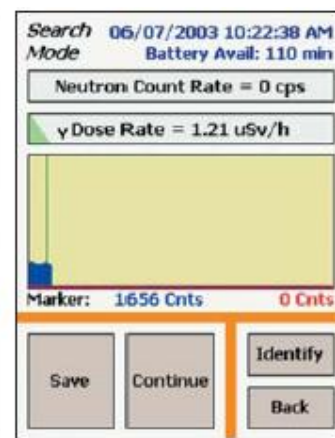 Search 06/07/2003 10:22:38 AM
Mode Battery Avail: 110 min
Neutron Count Rate = 0 cps
γ Dose Rate = 1.21 uSv/h
Marker: 1656 Cnts 0 Cnts
Save Continue Identify
Back